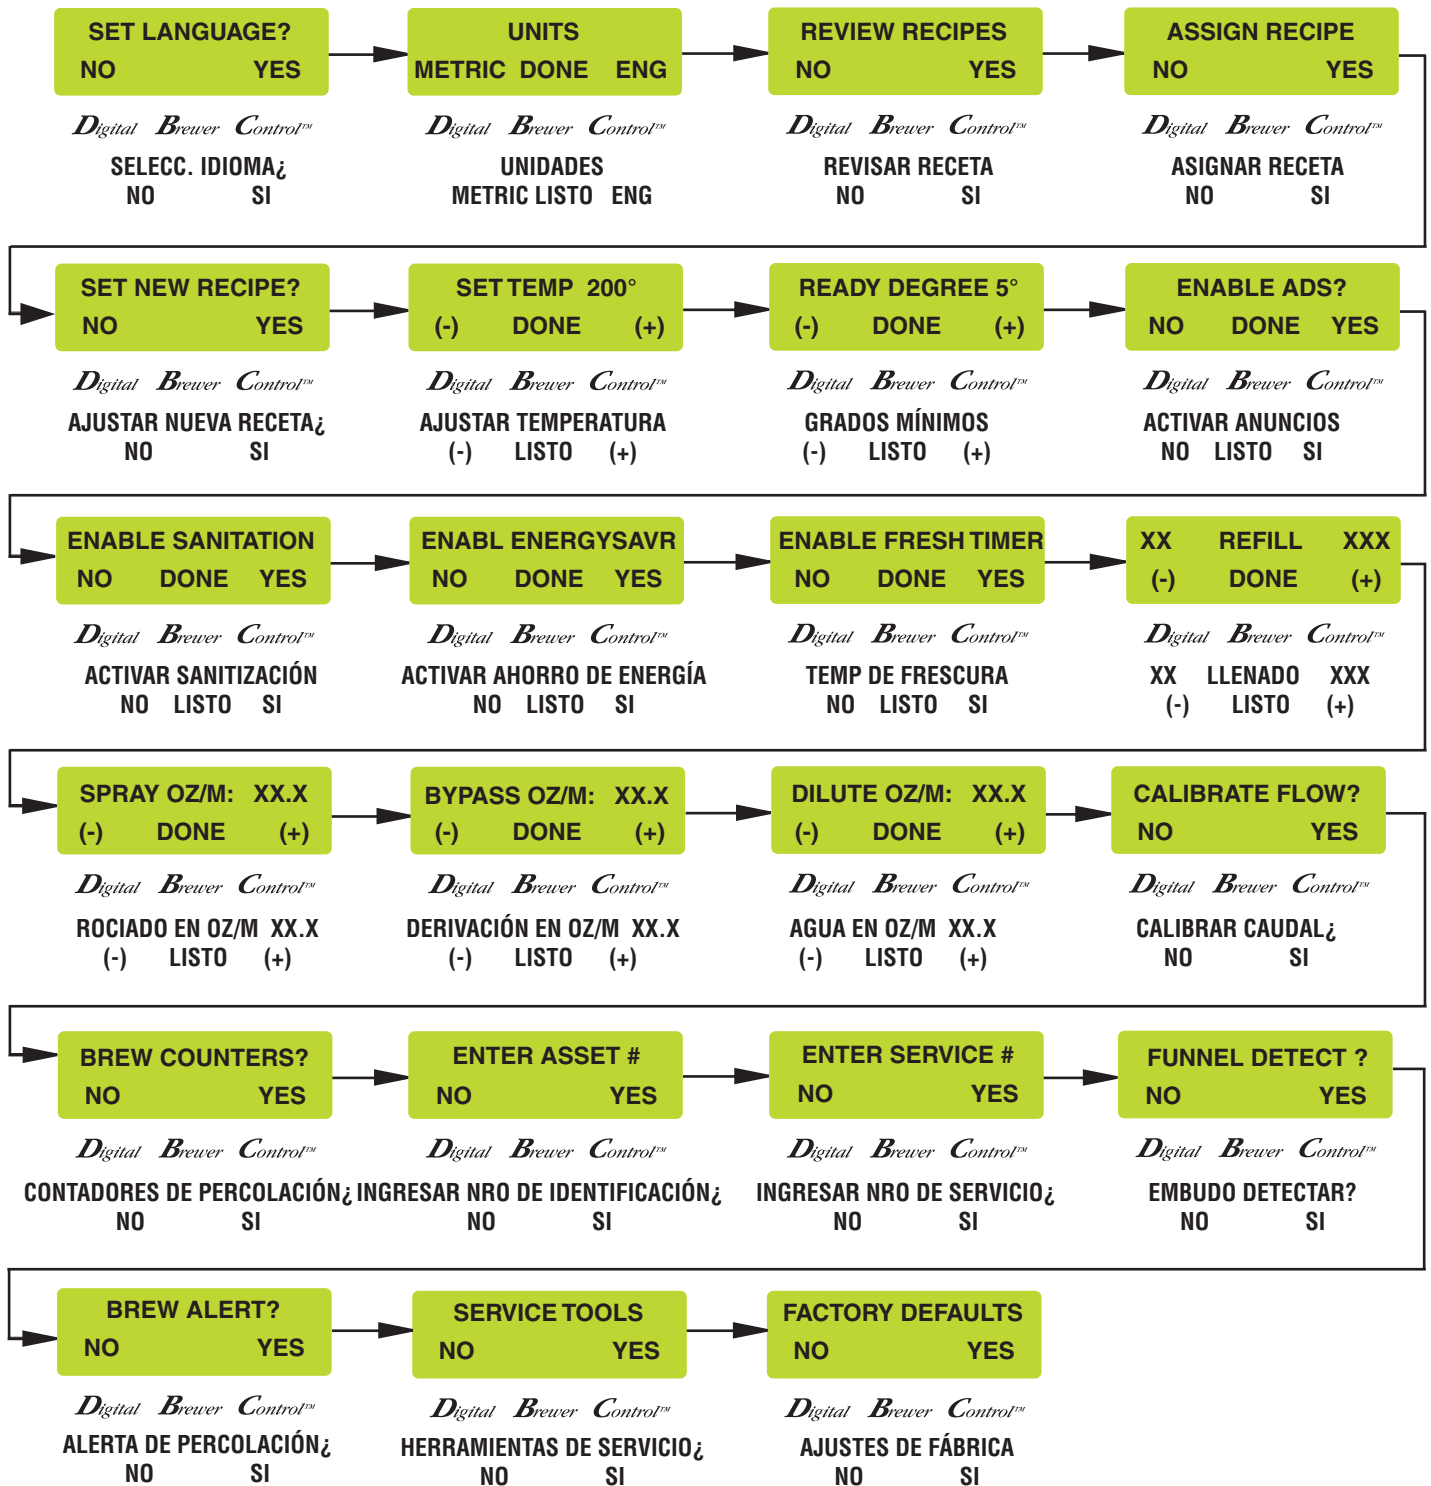 SET LANGUAGE?
NO YES
Digital Brewer Control™
SELECC. IDIOMA¿
NO SI
UNITS
METRIC DONE ENG
Digital Brewer Control™
UNIDADES
METRIC LISTO ENG
REVIEW RECIPES
NO YES
Digital Brewer Control™
REVISAR RECETA
NO SI
ASSIGN RECIPE
NO YES
Digital Brewer Control™
ASIGNAR RECETA
NO SI
SET NEW RECIPE?
NO YES
Digital Brewer Control™
AJUSTAR NUEVA RECETA¿
NO SI
SET TEMP 200°
(-) DONE (+)
Digital Brewer Control™
AJUSTAR TEMPERATURA
(-) LISTO (+)
READY DEGREE 5°
(-) DONE (+)
Digital Brewer Control™
GRADOS MÍNIMOS
(-) LISTO (+)
ENABLE ADS?
NO DONE YES
Digital Brewer Control™
ACTIVAR ANUNCIOS
NO LISTO SI
ENABLE SANITATION
NO DONE YES
Digital Brewer Control™
ACTIVAR SANITIZACIÓN
NO LISTO SI
ENABL ENERGYSAVR
NO DONE YES
Digital Brewer Control™
ACTIVAR AHORRO DE ENERGÍA
NO LISTO SI
ENABLE FRESH TIMER
NO DONE YES
Digital Brewer Control™
TEMP DE FRESCURA
NO LISTO SI
XX REFILL XXX
(-) DONE (+)
Digital Brewer Control™
XX LLENADO XXX
(-) LISTO (+)
SPRAY OZ/M: XX.X
(-) DONE (+)
Digital Brewer Control™
ROCIADO EN OZ/M XX.X
(-) LISTO (+)
BYPASS OZ/M: XX.X
(-) DONE (+)
Digital Brewer Control™
DERIVACIÓN EN OZ/M XX.X
(-) LISTO (+)
DILUTE OZ/M: XX.X
(-) DONE (+)
Digital Brewer Control™
AGUA EN OZ/M XX.X
(-) LISTO (+)
CALIBRATE FLOW?
NO YES
Digital Brewer Control™
CALIBRAR CAUDAL¿
NO SI
BREW COUNTERS?
NO YES
Digital Brewer Control™
CONTADORES DE PERCOLACIÓN¿
NO SI
ENTER ASSET #
NO YES
Digital Brewer Control™
INGRESAR NRO DE IDENTIFICACIÓN¿
NO SI
ENTER SERVICE #
NO YES
Digital Brewer Control™
INGRESAR NRO DE SERVICIO¿
NO SI
FUNNEL DETECT ?
NO YES
Digital Brewer Control™
EMBUDO DETECTAR?
NO SI
BREW ALERT?
NO YES
Digital Brewer Control™
ALERTA DE PERCOLACIÓN¿
NO SI
SERVICE TOOLS
NO YES
Digital Brewer Control™
HERRAMIENTAS DE SERVICIO¿
NO SI
FACTORY DEFAULTS
NO YES
Digital Brewer Control™
AJUSTES DE FÁBRICA
NO SI